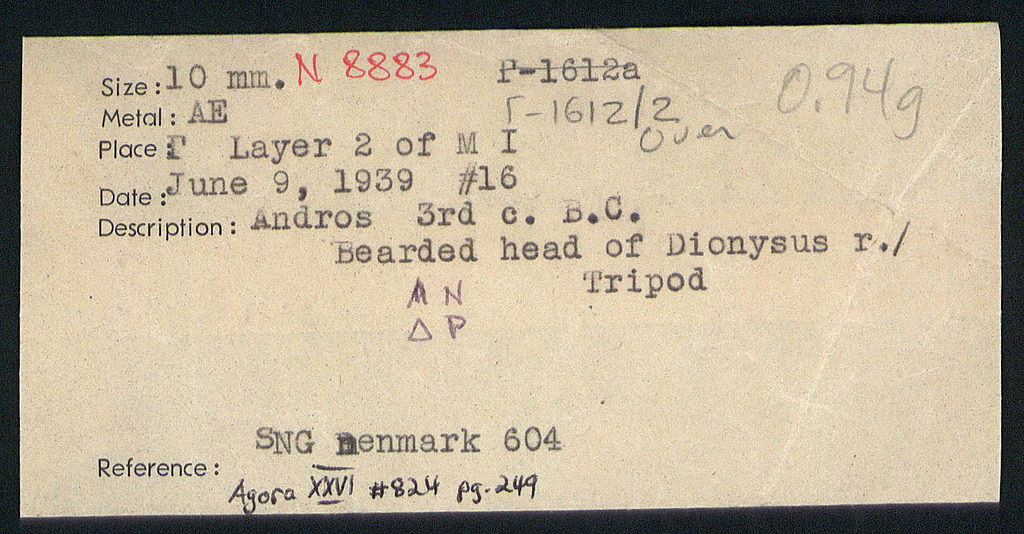 Size: 10 mm. N 8883 P-1612a 0.94g
Metal: AE Γ-1612/2
over
Place: Γ Layer 2 of M I
Date: June 9, 1939 #16
Description: Andros 3rd c. B.C.
Bearded head of Dionysus r./
Tripod
Α Ν
Δ Ρ
SNG Denmark 604
Reference:
Agora XXVI #824 pg. 249